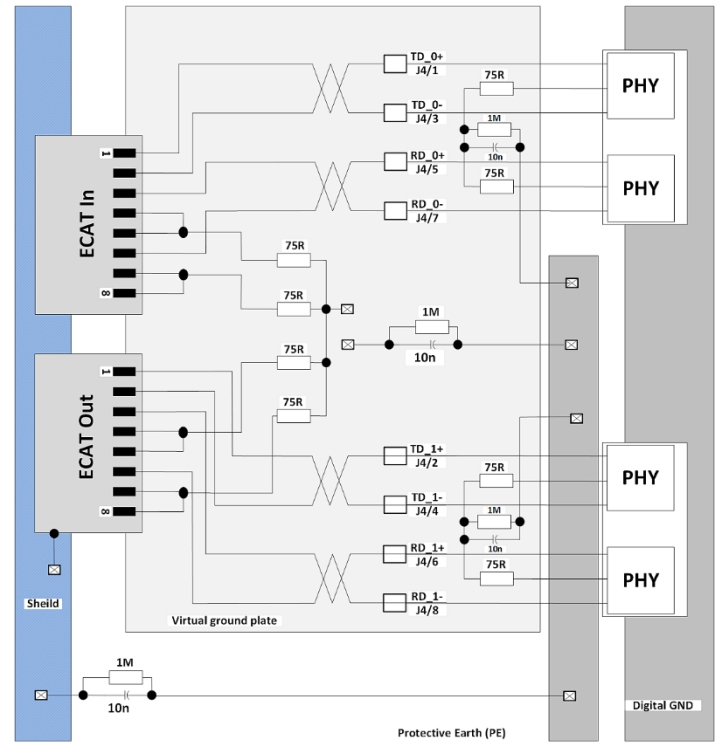 TD_0+
J4/1
75R
PHY
TD_0-
J4/3
1M
10n
ECAT In
1
8
RD_0+
J4/5
75R
PHY
RD_0-
J4/7
75R
75R
1M
10n
75R
75R
ECAT Out
1
8
TD_1+
J4/2
75R
PHY
TD_1-
J4/4
1M
10n
RD_1+
J4/6
75R
PHY
RD_1-
J4/8
Sheild
Virtual ground plate
1M
10n
Digital GND
Protective Earth (PE)